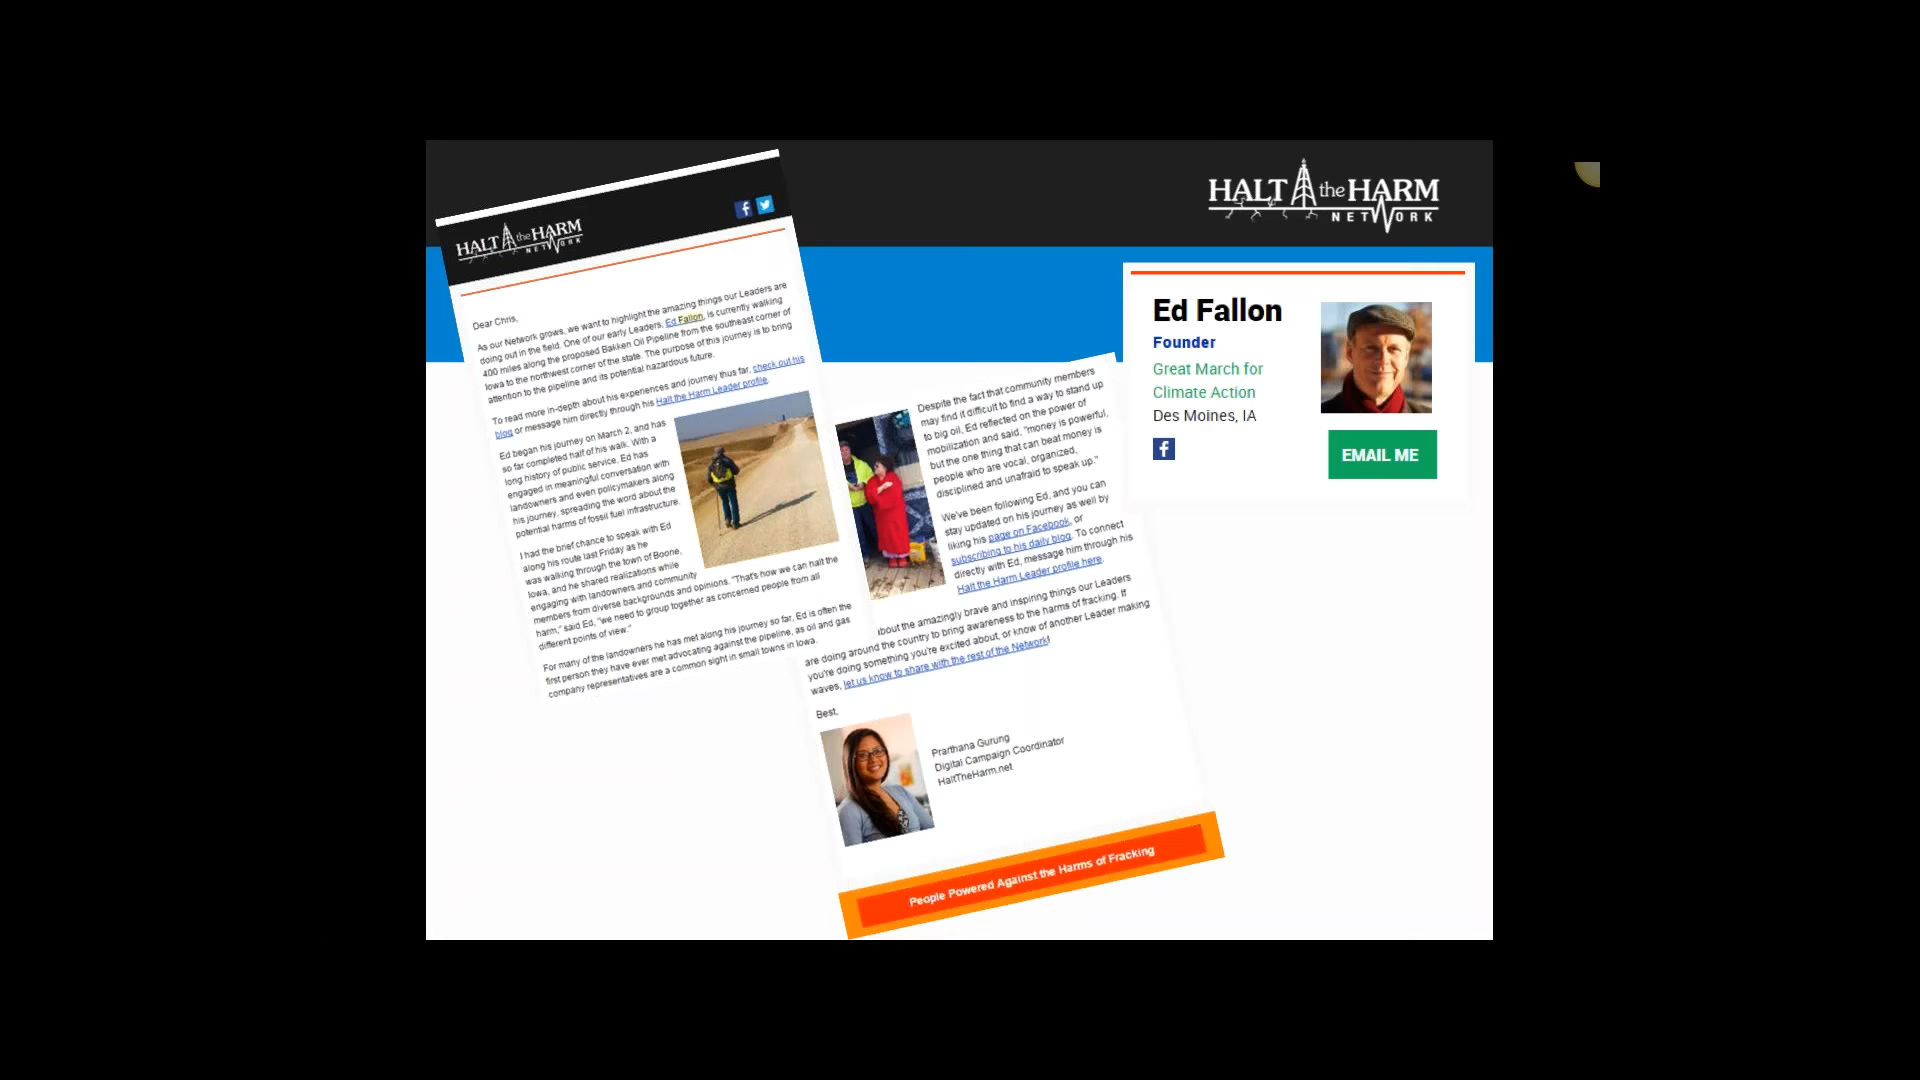 HALT the HARM
NETWORK
HALT the HARM
NETWORK
Dear Chris,
As our Network grows, we want to highlight the amazing things our Leaders are
doing out in the field. One of our early Leaders, Ed Fallon, is currently walking
400 miles along the proposed Bakken Oil Pipeline from the southeast corner of
Iowa to the northwest corner of the state. The purpose of this journey is to bring
attention to the pipeline and its potential hazardous future.
To read more in-depth about his experiences and journey thus far, check out his
blog or message him directly through his Halt the Harm Leader profile.
Ed began his journey on March 2, and has
so far completed half of his walk. With a
long history of public service, Ed has
engaged in meaningful conversation with
landowners and even policymakers along
his journey, spreading the word about the
potential harms of fossil fuel infrastructure.
I had the brief chance to speak with Ed
along his route last Friday as he
was walking through the town of Boone,
Iowa, and he shared realizations while
engaging with landowners and community
members from diverse backgrounds and opinions. "That's how we can halt the
harm," said Ed, "we need to group together as concerned people from all
different points of view."
For many of the landowners he has met along his journey so far, Ed is often the
first person they have ever met advocating against the pipeline, as oil and gas
company representatives are a common sight in small towns in Iowa.
Despite the fact that community members
may find it difficult to find a way to stand up
to big oil, Ed reflected on the power of
mobilization and said, "money is powerful,
but the one thing that can beat money is
people who are vocal, organized,
disciplined and unafraid to speak up."
We've been following Ed, and you can
stay updated on his journey as well by
liking his page on Facebook, or
subscribing to his daily blog. To connect
directly with Ed, message him through his
Halt the Harm Leader profile here.
about the amazingly brave and inspiring things our Leaders
are doing around the country to bring awareness to the harms of fracking. If
you're doing something you're excited about, or know of another Leader making
waves, let us know to share with the rest of the Network!
Best,
Prarthana Gurung
Digital Campaign Coordinator
HaltTheHarm.net
People Powered Against the Harms of Fracking
Ed Fallon
Founder
Great March for
Climate Action
Des Moines, IA
EMAIL ME